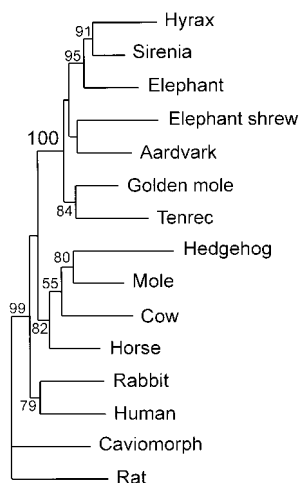 91
Hyrax
95
Sirenia
Elephant
Elephant shrew
100
Aardvark
Golden mole
84
Tenrec
80
Hedgehog
55
Mole
Cow
99
82
Horse
Rabbit
79
Human
Caviomorph
Rat